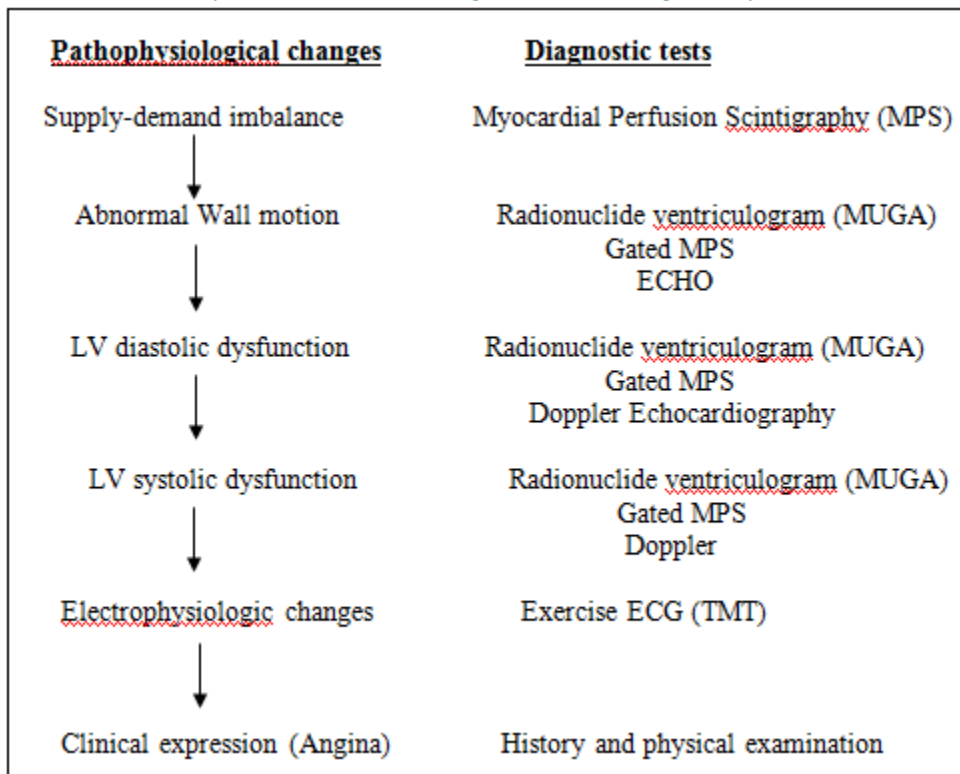 Pathophysiological changes Diagnostic tests
Supply-demand imbalance Myocardial Perfusion Scintigraphy (MPS)
Abnormal Wall motion Radionuclide ventriculogram (MUGA)
Gated MPS
ECHO
LV diastolic dysfunction Radionuclide ventriculogram (MUGA)
Gated MPS
Doppler Echocardiography
LV systolic dysfunction Radionuclide ventriculogram (MUGA)
Gated MPS
Doppler
Electrophysiologic changes Exercise ECG (TMT)
Clinical expression (Angina) History and physical examination